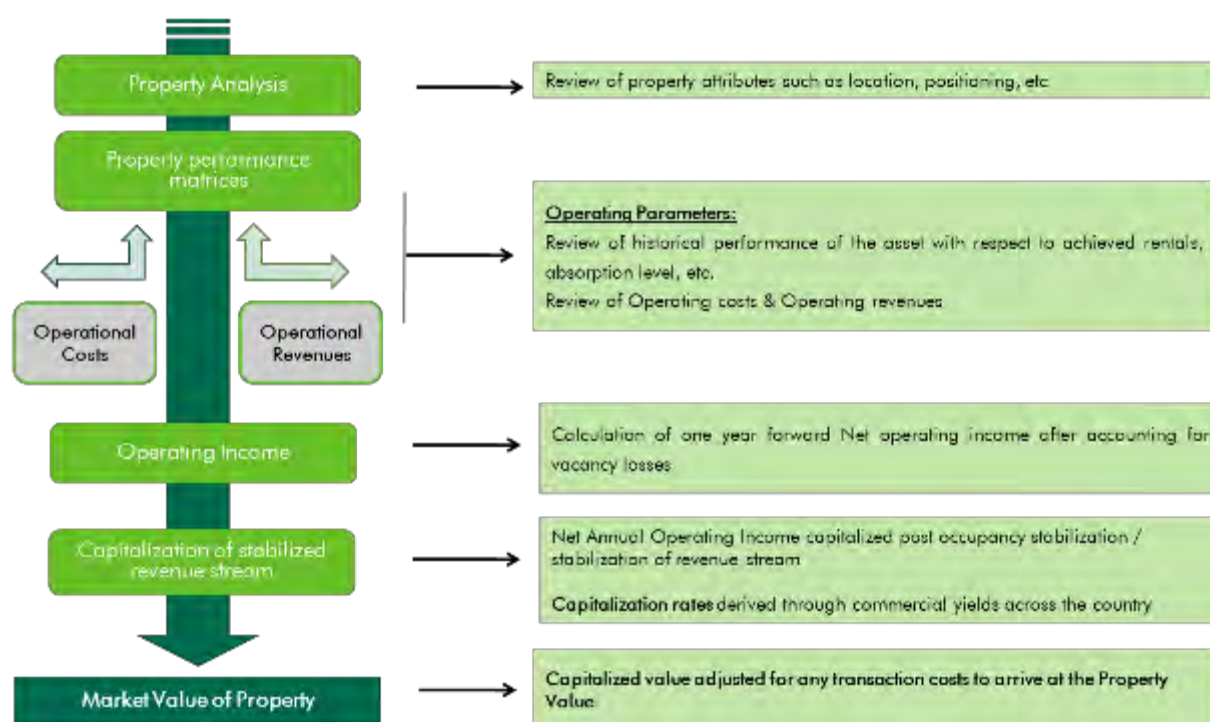 Property Analysis
Review of property attributes such as location, positioning, etc
Property performance
matrices
Operating Parameters:
Review of historical performance of the asset with respect to achieved rentals,
absorption level, etc.
Review of Operating costs & Operating revenues
Operational
Costs
Operational
Revenues
Operating Income
Calculation of one year forward Net operating income after accounting for
vacancy losses
Capitalization of stabilized
revenue stream
Net Annual Operating Income capitalized post occupancy stabilization /
stabilization of revenue stream
Capitalization rates derived through commercial yields across the country
Market Value of Property
Capitalized value adjusted for any transaction costs to arrive at the Property
Value